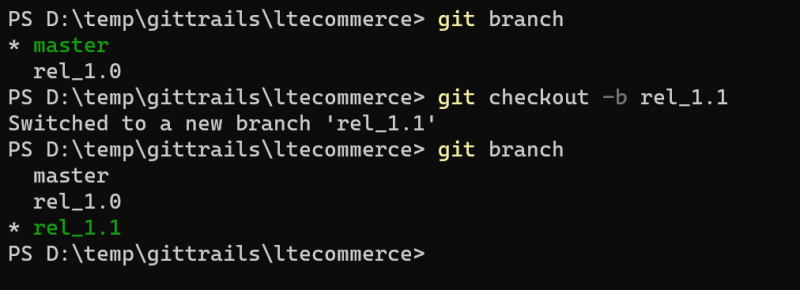 PS D:\temp\gittrails\ltecommerce> git branch
* master
  rel_1.0
PS D:\temp\gittrails\ltecommerce> git checkout -b rel_1.1
Switched to a new branch 'rel_1.1'
PS D:\temp\gittrails\ltecommerce> git branch
  master
  rel_1.0
* rel_1.1
PS D:\temp\gittrails\ltecommerce>